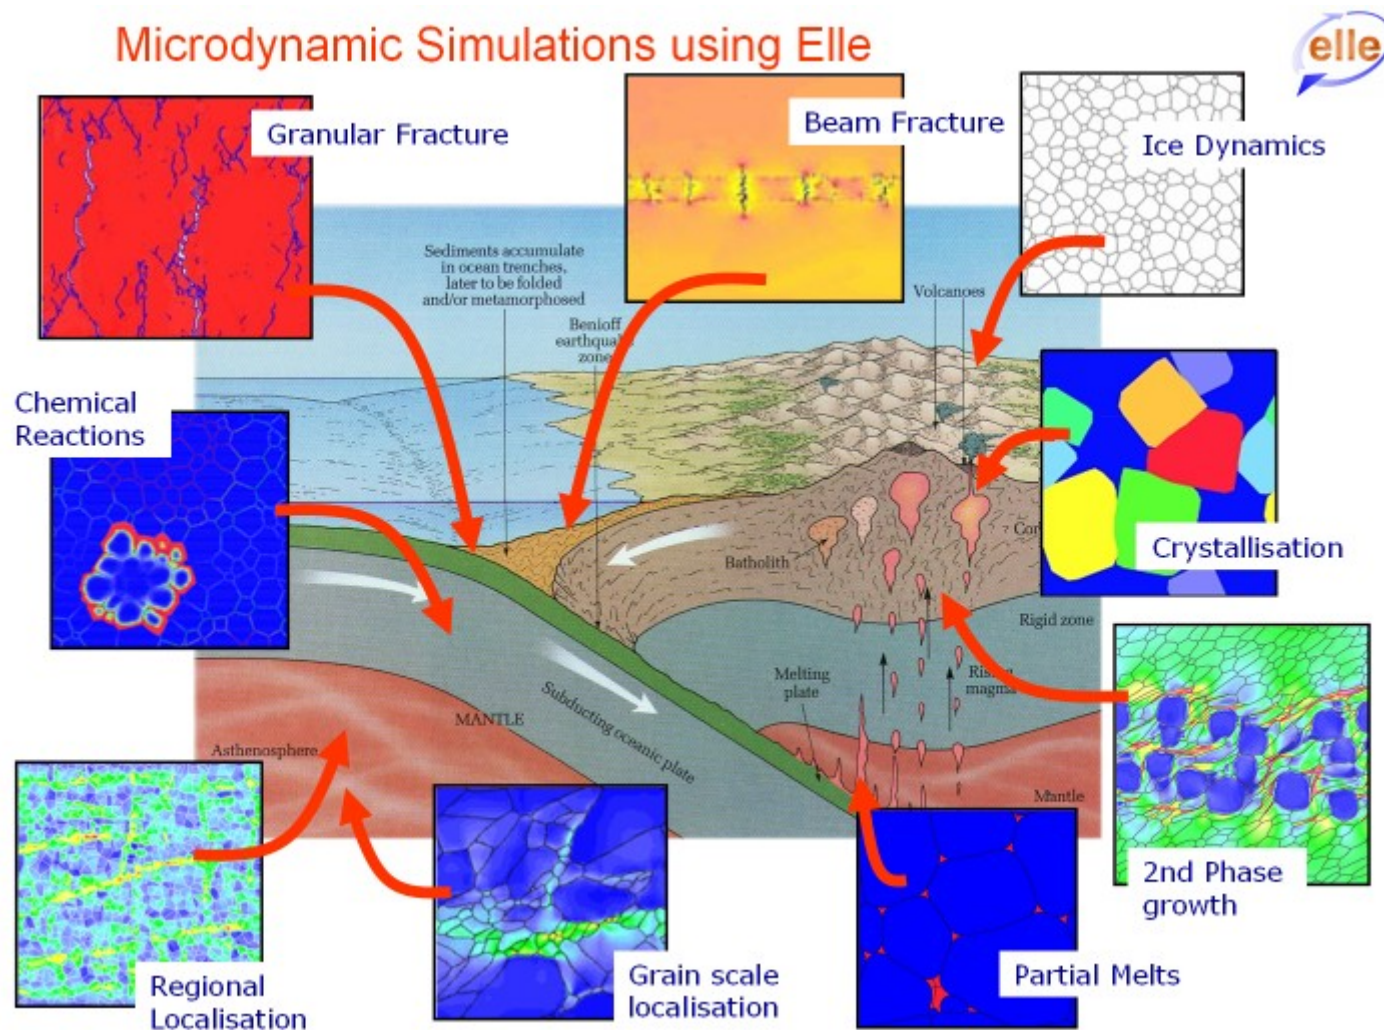 Microdynamic Simulations using Elle
elle
Granular Fracture
Beam Fracture
Ice Dynamics
Sediments accumulate
in ocean trenches,
later to be folded
and/or metamorphosed
Volcanoes
Benioff
earthquake
zone
Chemical
Reactions
Crystallisation
Batholith
Rigid zone
Melting
plate
magma
MANTLE
Subducting oceanic plate
Asthenosphere
Mantle
2nd Phase
growth
Regional
Localisation
Grain scale
localisation
Partial Melts